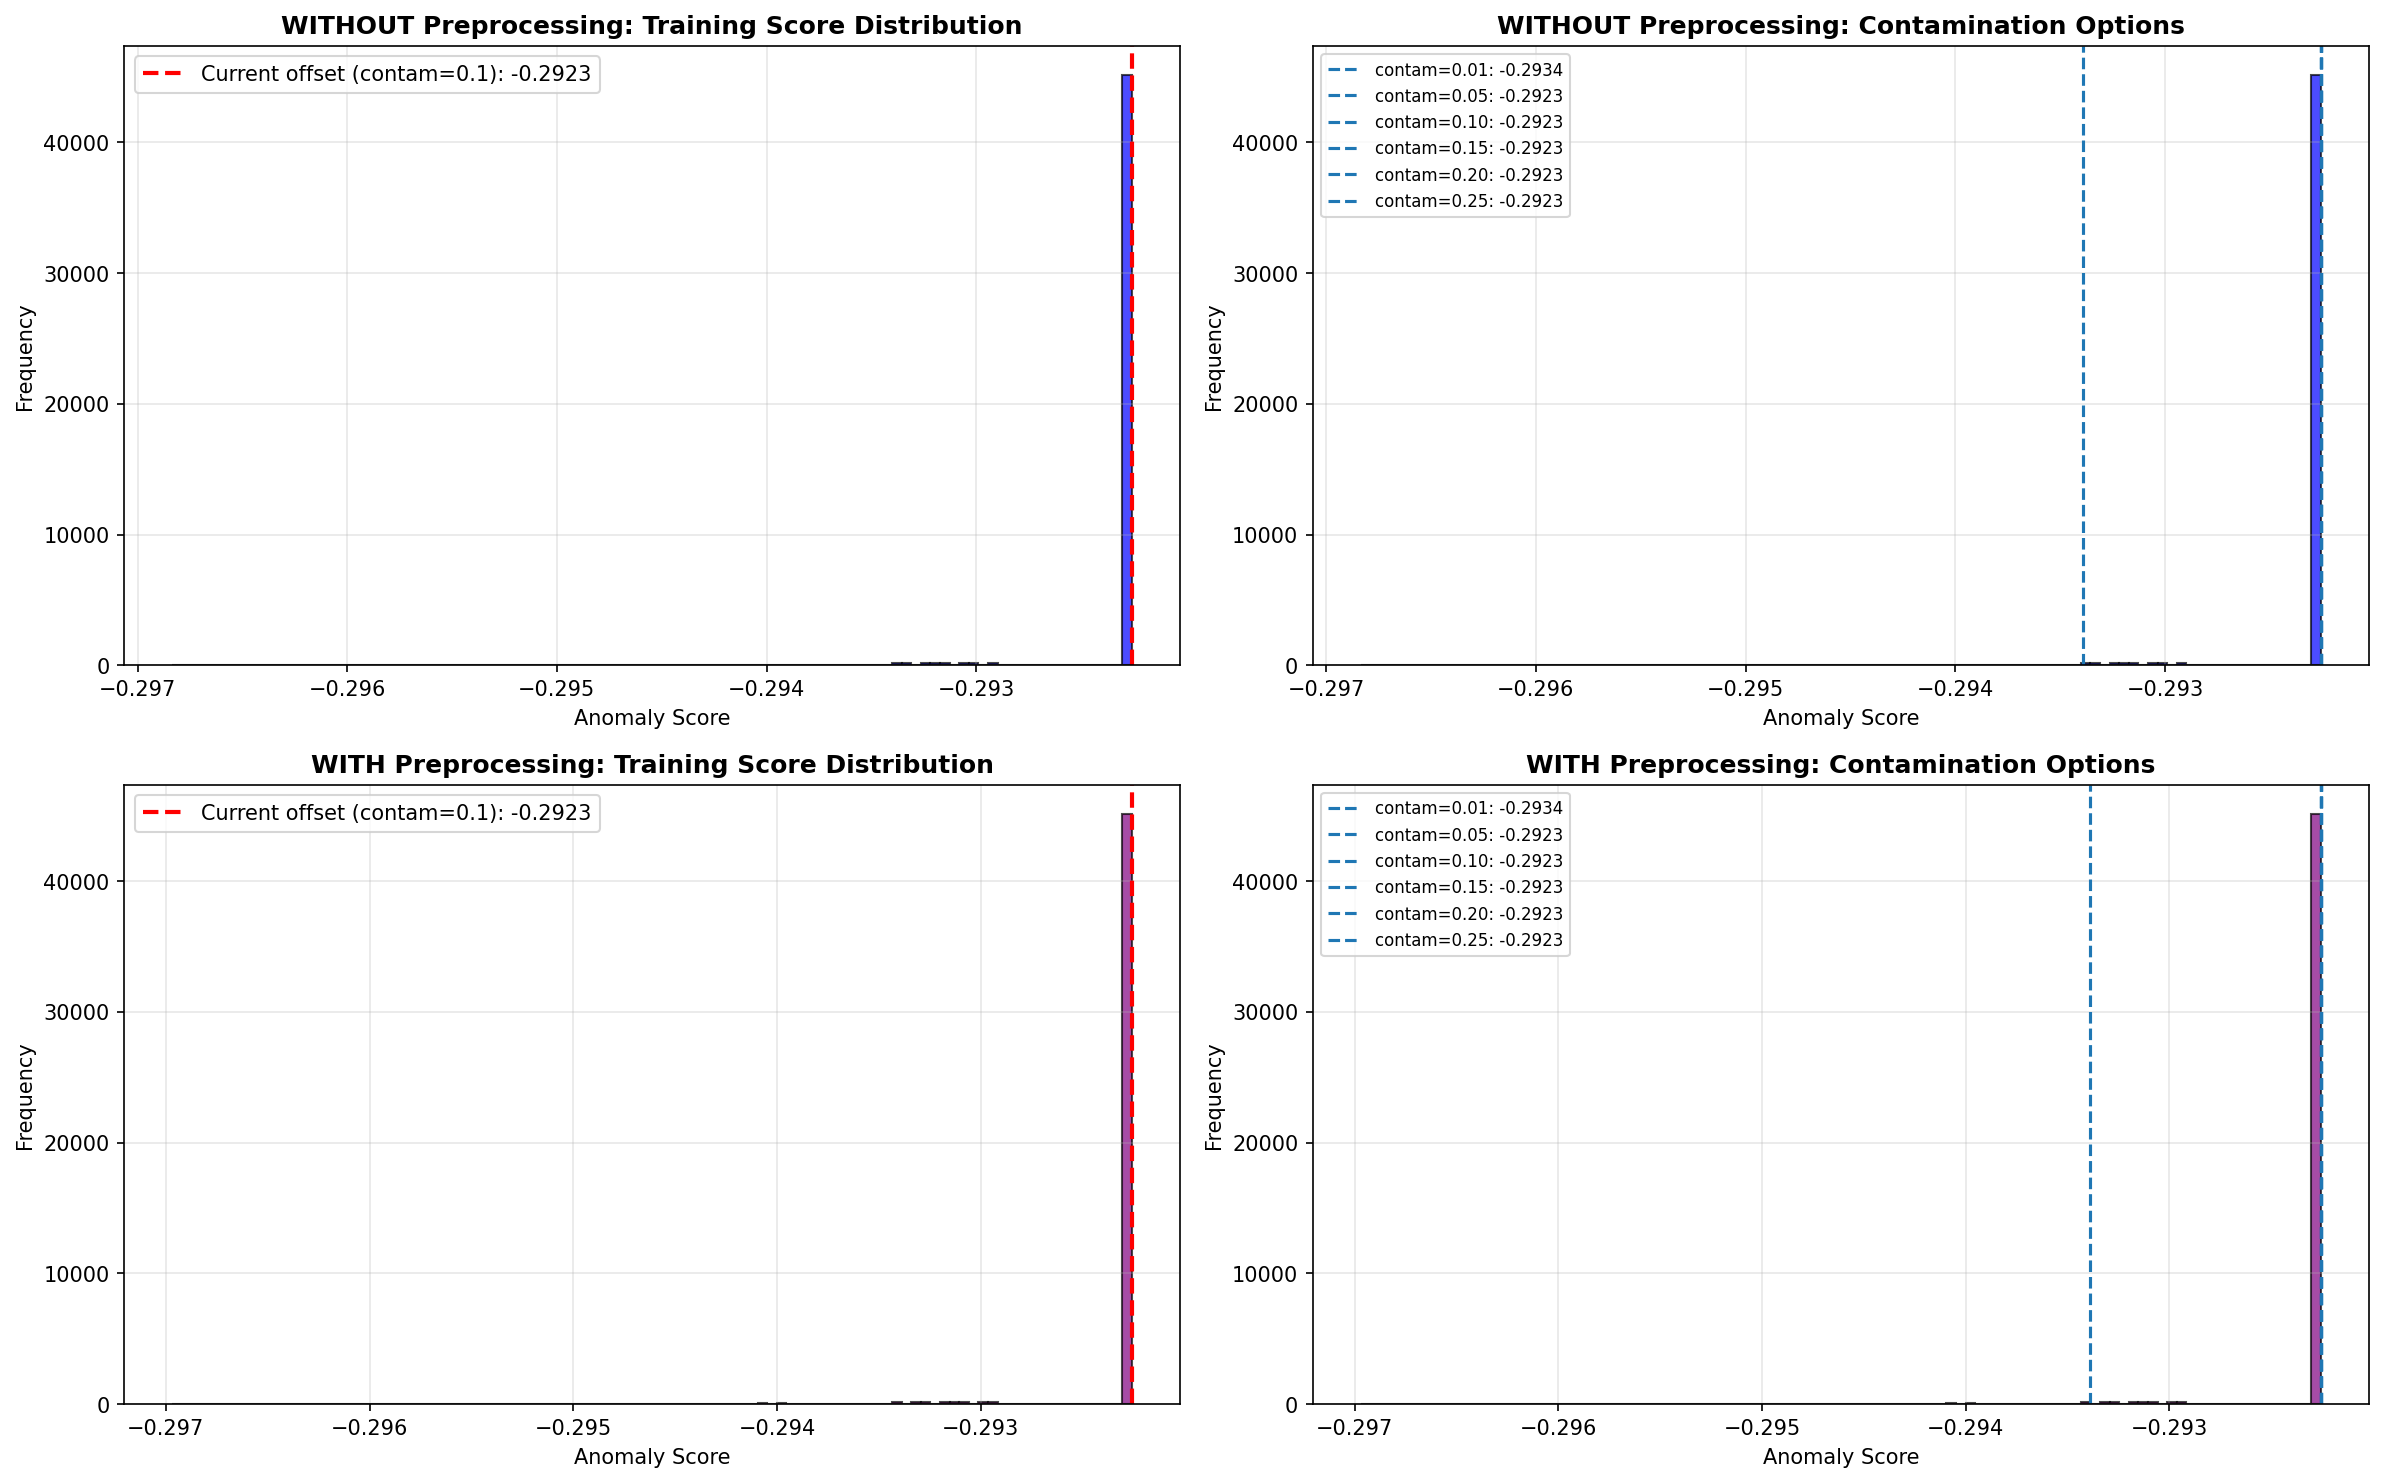 WITHOUT Preprocessing: Training Score Distribution
Current offset (contam=0.1): -0.2923
Frequency
0
10000
20000
30000
40000
−0.297
−0.296
−0.295
−0.294
−0.293
Anomaly Score
WITHOUT Preprocessing: Contamination Options
contam=0.01: -0.2934
contam=0.05: -0.2923
contam=0.10: -0.2923
contam=0.15: -0.2923
contam=0.20: -0.2923
contam=0.25: -0.2923
Frequency
0
10000
20000
30000
40000
−0.297
−0.296
−0.295
−0.294
−0.293
Anomaly Score
WITH Preprocessing: Training Score Distribution
Current offset (contam=0.1): -0.2923
Frequency
0
10000
20000
30000
40000
−0.297
−0.296
−0.295
−0.294
−0.293
Anomaly Score
WITH Preprocessing: Contamination Options
contam=0.01: -0.2934
contam=0.05: -0.2923
contam=0.10: -0.2923
contam=0.15: -0.2923
contam=0.20: -0.2923
contam=0.25: -0.2923
Frequency
0
10000
20000
30000
40000
−0.297
−0.296
−0.295
−0.294
−0.293
Anomaly Score